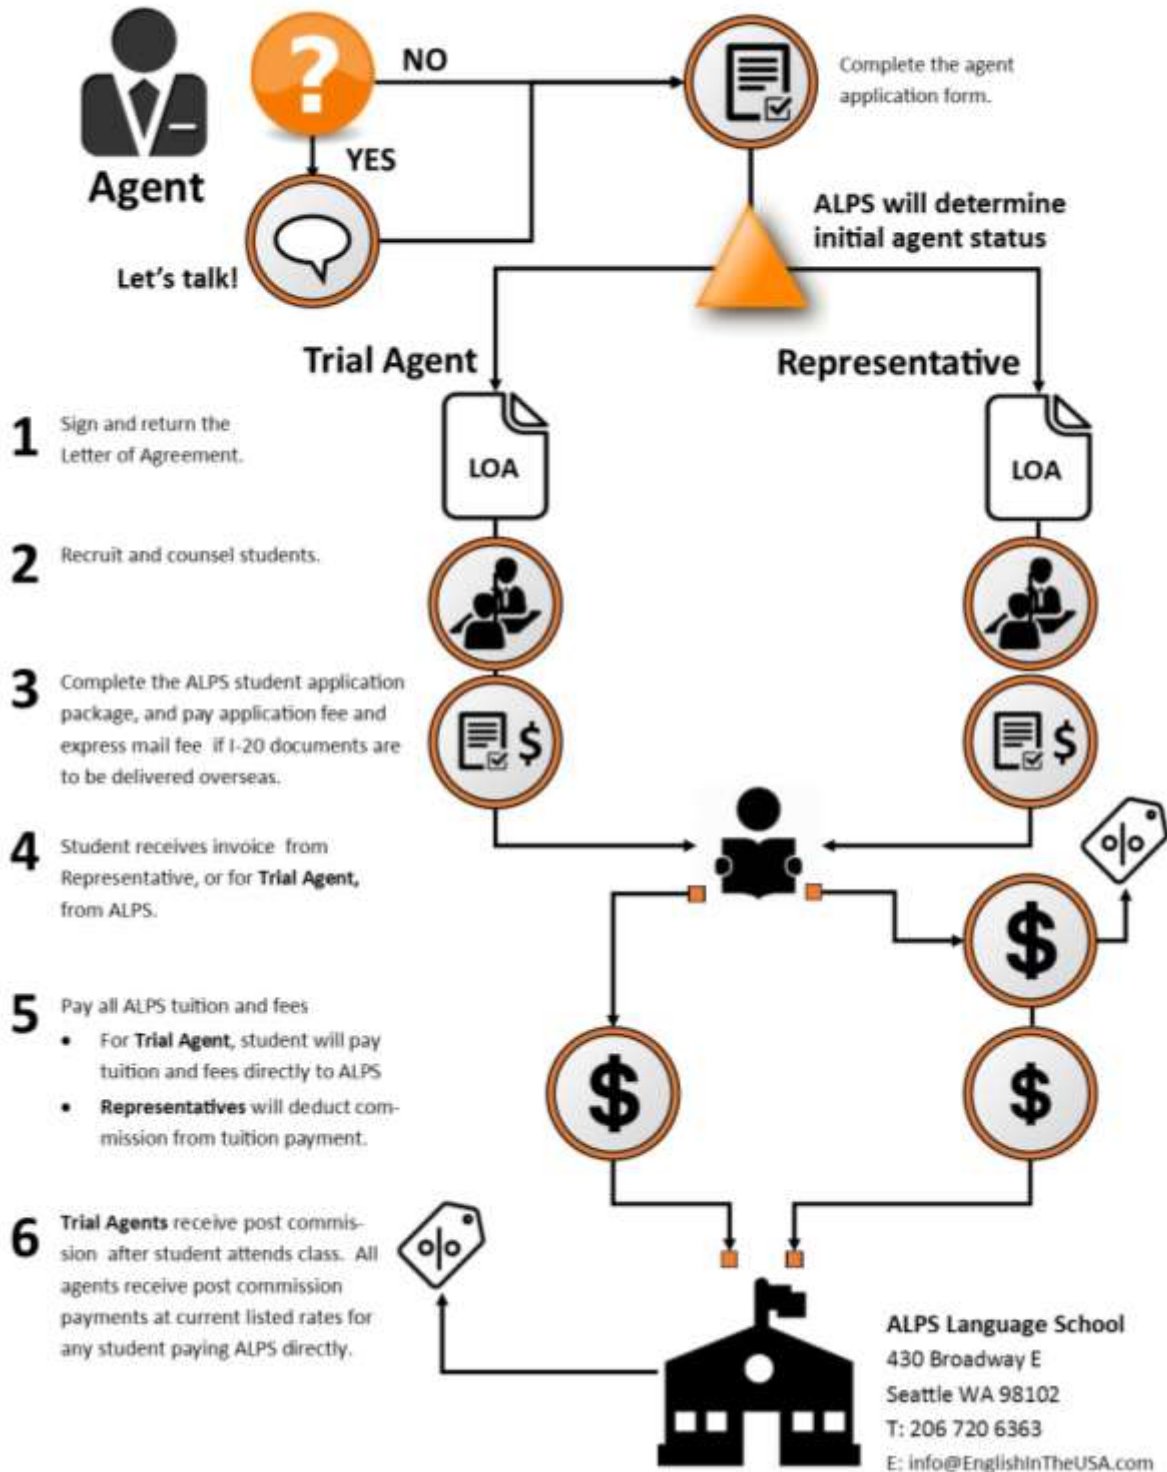 ?
NO
Complete the agent
application form.
YES
Agent
ALPS will determine
initial agent status
Let's talk!
Trial Agent
Representative
1
Sign and return the
Letter of Agreement.
LOA
LOA
2
Recruit and counsel students.
3
Complete the ALPS student application
package, and pay application fee and
express mail fee if I-20 documents are
to be delivered overseas.
$
$
4
Student receives invoice from
Representative, or for Trial Agent,
from ALPS.
%
$
5
Pay all ALPS tuition and fees
• For Trial Agent, student will pay
tuition and fees directly to ALPS
• Representatives will deduct com-
mission from tuition payment.
$
$
6
Trial Agents receive post commis-
sion after student attends class. All
agents receive post commission
payments at current listed rates for
any student paying ALPS directly.
%
ALPS Language School
430 Broadway E
Seattle WA 98102
T: 206 720 6363
E: info@EnglishInTheUSA.com